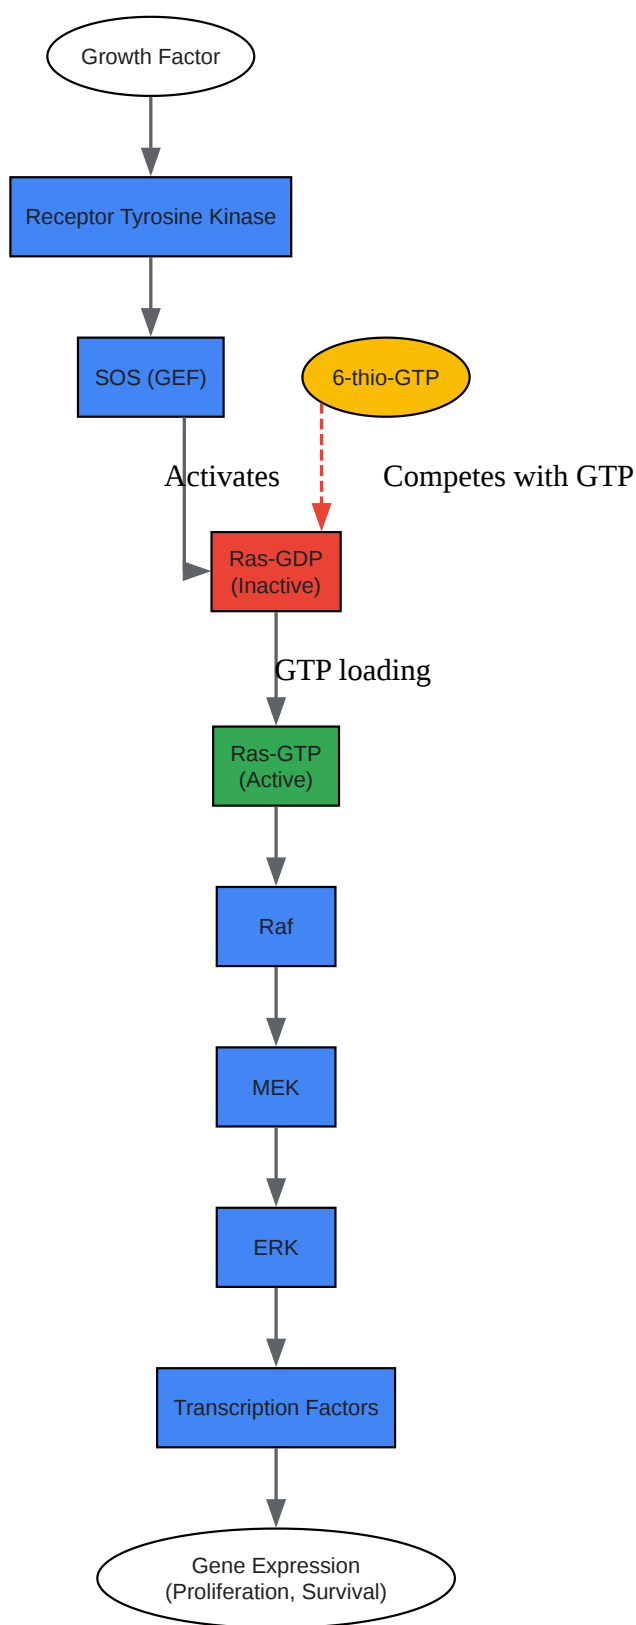 Growth Factor
Receptor Tyrosine Kinase
SOS (GEF)
6-thio-GTP
Activates
Competes with GTP
Ras-GDP
(Inactive)
GTP loading
Ras-GTP
(Active)
Raf
MEK
ERK
Transcription Factors
Gene Expression
(Proliferation, Survival)